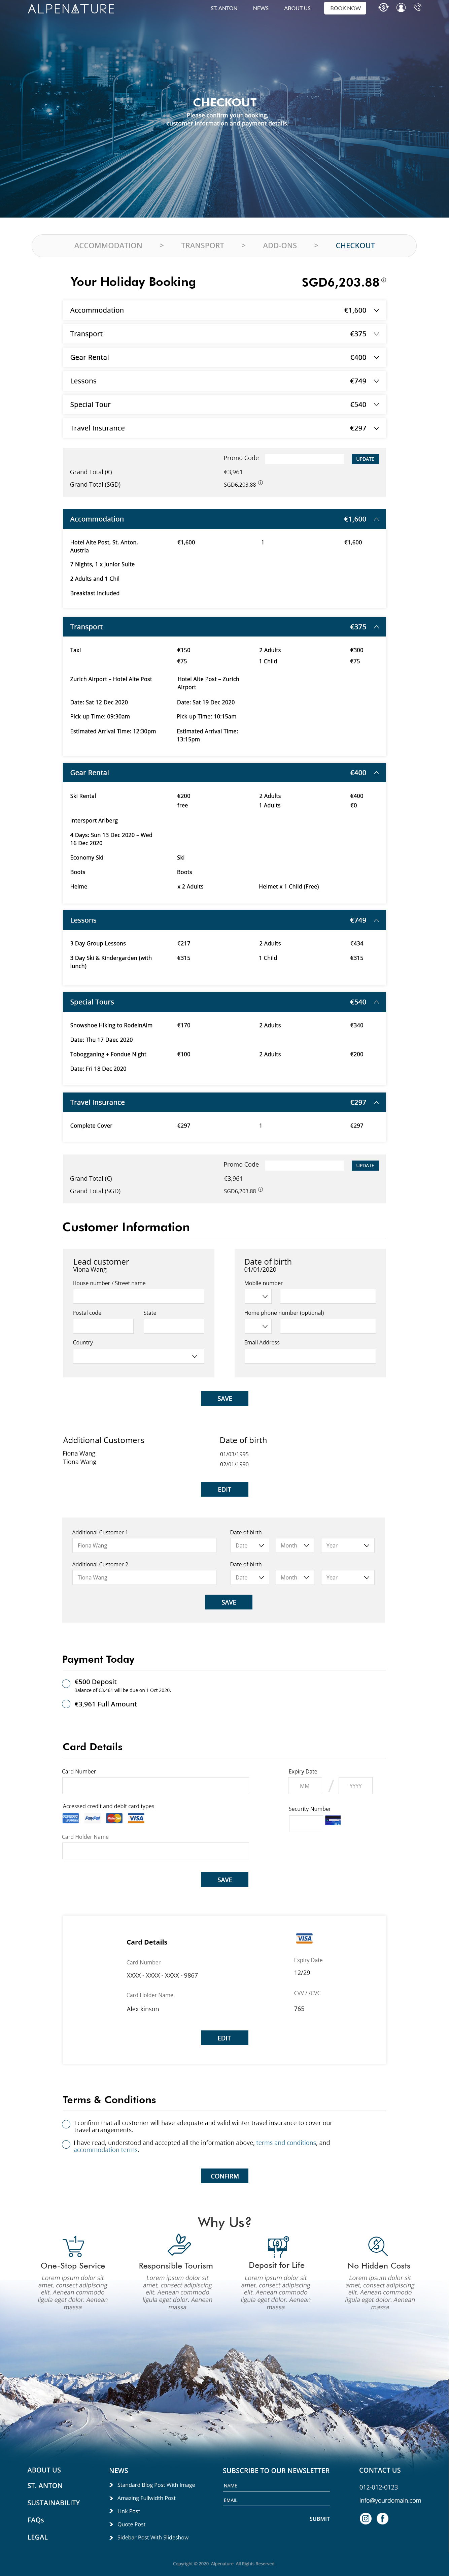 ALPENATURE
ST. ANTON NEWS ABOUT US BOOK NOW
CHECKOUT
Please confirm your booking,
customer information and payment details.
ACCOMMODATION > TRANSPORT > ADD-ONS > CHECKOUT
Your Holiday Booking SGD6,203.88
Accommodation €1,600
Transport €375
Gear Rental €400
Lessons €749
Special Tour €540
Travel Insurance €297
Promo Code UPDATE
Grand Total (€) €3,961
Grand Total (SGD) SGD6,203.88
Accommodation €1,600
Hotel Alte Post, St. Anton, €1,600 1 €1,600
Austria
7 Nights, 1 x Junior Suite
2 Adults and 1 Chil
Breakfast Included
Transport €375
Taxi €150 2 Adults €300
€75 1 Child €75
Zurich Airport – Hotel Alte Post Hotel Alte Post – Zurich
Airport
Date: Sat 12 Dec 2020 Date: Sat 19 Dec 2020
Pick-up Time: 09:30am Pick-up Time: 10:15am
Estimated Arrival Time: 12:30pm Estimated Arrival Time:
13:15pm
Gear Rental €400
Ski Rental €200 2 Adults €400
free 1 Adults €0
Intersport Arlberg
4 Days: Sun 13 Dec 2020 – Wed
16 Dec 2020
Economy Ski Ski
Boots Boots
Helme x 2 Adults Helmet x 1 Child (Free)
Lessons €749
3 Day Group Lessons €217 2 Adults €434
3 Day Ski & Kindergarden (with €315 1 Child €315
lunch)
Special Tours €540
Snowshoe Hiking to RodelnAlm €170 2 Adults €340
Date: Thu 17 Daec 2020
Tobogganing + Fondue Night €100 2 Adults €200
Date: Fri 18 Dec 2020
Travel Insurance €297
Complete Cover €297 1 €297
Promo Code UPDATE
Grand Total (€) €3,961
Grand Total (SGD) SGD6,203.88
Customer Information
Lead customer Date of birth
Viona Wang 01/01/2020
House number / Street name Mobile number
Postal code State Home phone number (optional)
Country Email Address
SAVE
Additional Customers Date of birth
Fiona Wang 01/03/1995
Tiona Wang 02/01/1990
EDIT
Additional Customer 1 Date of birth
Fiona Wang Date Month Year
Additional Customer 2 Date of birth
Tiona Wang Date Month Year
SAVE
Payment Today
€500 Deposit
Balance of €3,461 will be due on 1 Oct 2020.
€3,961 Full Amount
Card Details
Card Number Expiry Date
MM / YYYY
Accessed credit and debit card types Security Number
PayPal MasterCard VISA
Card Holder Name
SAVE
Card Details VISA
Card Number Expiry Date
XXXX - XXXX - XXXX - 9867 12/29
Card Holder Name CVV / /CVC
Alex kinson 765
EDIT
Terms & Conditions
I confirm that all customer will have adequate and valid winter travel insurance to cover our
travel arrangements.
I have read, understood and accepted all the information above, terms and conditions, and
accommodation terms.
CONFIRM
Why Us?
One-Stop Service Responsible Tourism Deposit for Life No Hidden Costs
Lorem ipsum dolor sit Lorem ipsum dolor sit Lorem ipsum dolor sit Lorem ipsum dolor sit
amet, consect adipiscing amet, consect adipiscing amet, consect adipiscing amet, consect adipiscing
elit. Aenean commodo elit. Aenean commodo elit. Aenean commodo elit. Aenean commodo
ligula eget dolor. Aenean ligula eget dolor. Aenean ligula eget dolor. Aenean ligula eget dolor. Aenean
massa massa massa massa
ABOUT US NEWS SUBSCRIBE TO OUR NEWSLETTER CONTACT US
ST. ANTON Standard Blog Post With Image NAME 012-012-0123
SUSTAINABILITY Amazing Fullwidth Post EMAIL info@yourdomain.com
FAQs Link Post SUBMIT
LEGAL Quote Post
Sidebar Post With Slideshow
Copyright © 2020 Alpenature. All Rights Reserved.